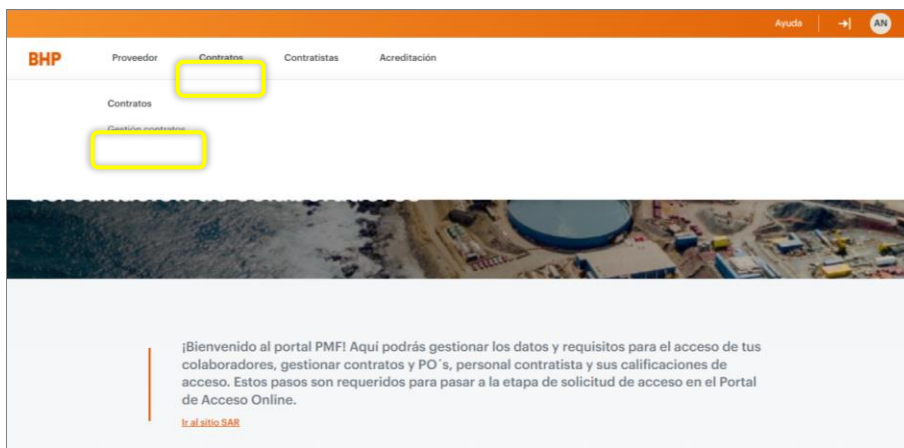 Ayuda
AN
BHP
Proveedor Contratos Contratistas Acreditación
Contratos
Gestión contratos
¡Bienvenido al portal PMF! Aquí podrás gestionar los datos y requisitos para el acceso de tus
colaboradores, gestionar contratos y PO´s, personal contratista y sus calificaciones de
acceso. Estos pasos son requeridos para pasar a la etapa de solicitud de acceso en el Portal
de Acceso Online.
Ir al sitio SAR